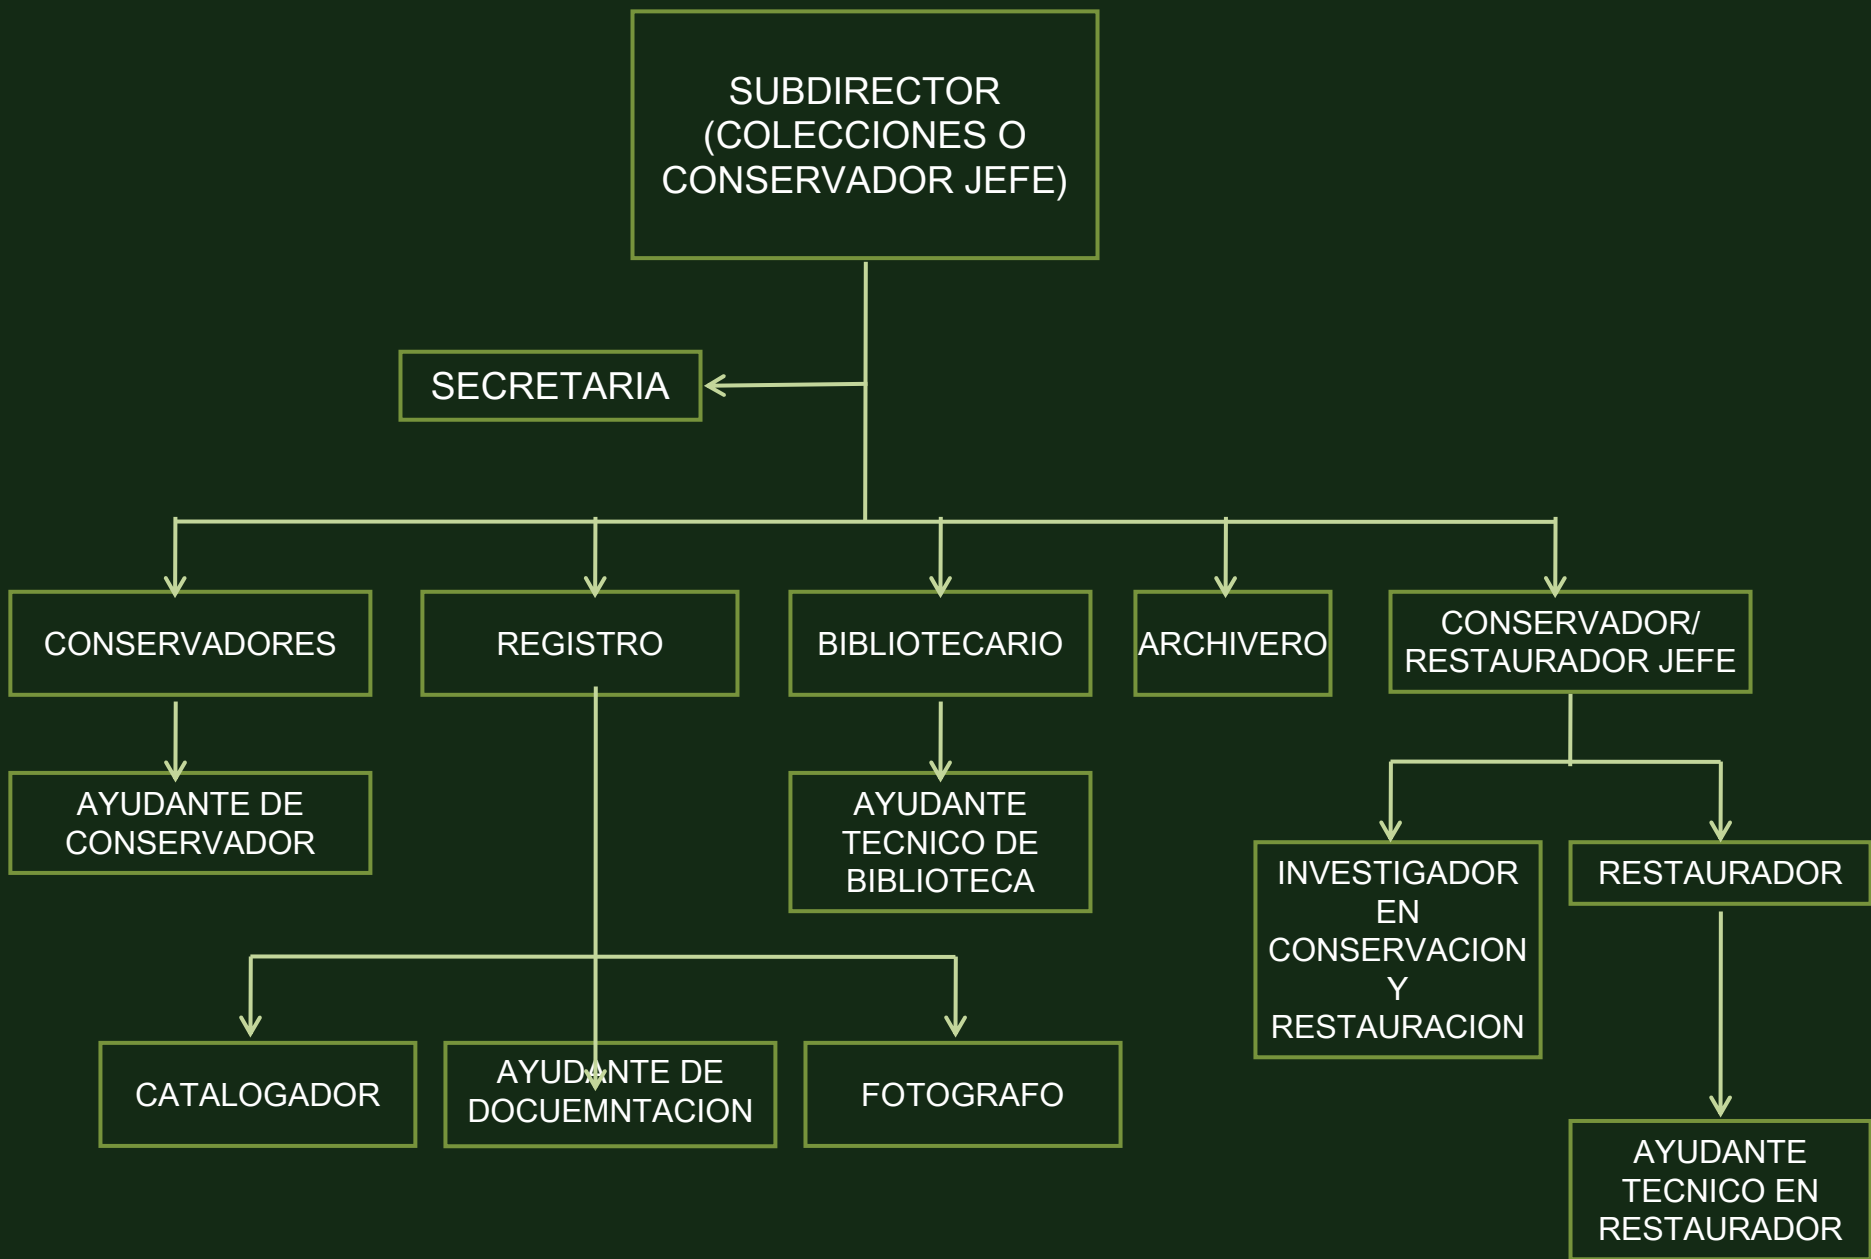 SUBDIRECTOR
(COLECCIONES O
CONSERVADOR JEFE)
SECRETARIA
CONSERVADORES
REGISTRO
BIBLIOTECARIO
ARCHIVERO
CONSERVADOR/
RESTAURADOR JEFE
AYUDANTE DE
CONSERVADOR
AYUDANTE
TECNICO DE
BIBLIOTECA
INVESTIGADOR
EN
CONSERVACION
Y
RESTAURACION
RESTAURADOR
CATALOGADOR
AYUDANTE DE
DOCUEMNTACION
FOTOGRAFO
AYUDANTE
TECNICO EN
RESTAURADOR